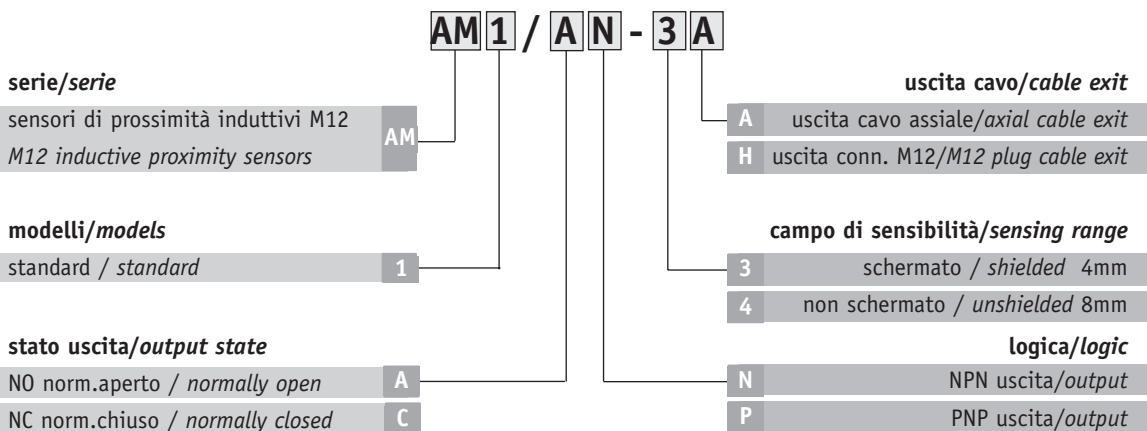 AM1/AN-3A
serie/serie
sensori di prossimità induttivi M12
M12 inductive proximity sensors
AM
modelli/models
standard / standard 1
stato uscita/output state
NO norm.aperto / normally open A
NC norm.chiuso / normally closed C
uscita cavo/cable exit
A uscita cavo assiale/axial cable exit
H uscita conn. M12/M12 plug cable exit
campo di sensibilità/sensing range
3 schermato / shielded 4mm
4 non schermato / unshielded 8mm
logica/logic
N NPN uscita/output
P PNP uscita/output